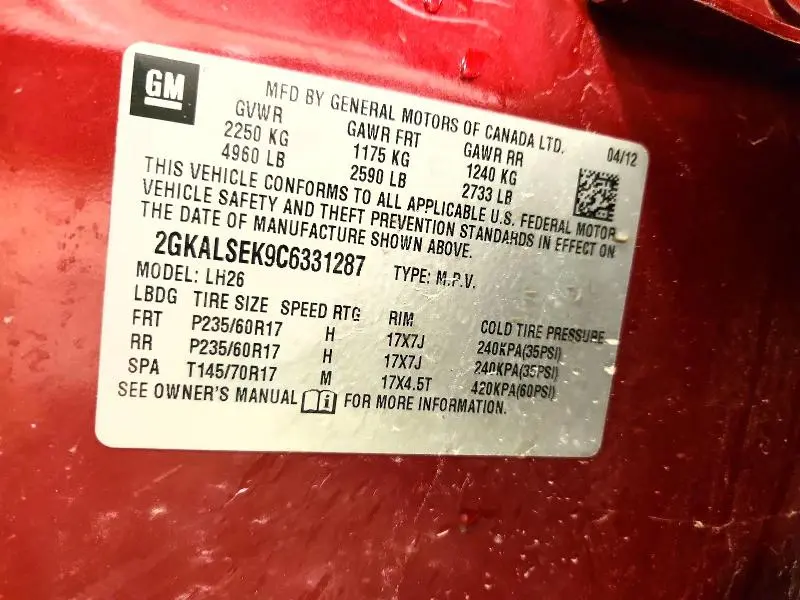 GM
MFD BY GENERAL MOTORS OF CANADA LTD. 04/12
GVWR GAWR FRT GAWR RR
2250 KG 1175 KG 1240 KG
4960 LB 2590 LB 2733 LB
THIS VEHICLE CONFORMS TO ALL APPLICABLE U.S. FEDERAL MOTOR
VEHICLE SAFETY AND THEFT PREVENTION STANDARDS IN EFFECT ON
THE DATE OF MANUFACTURE SHOWN ABOVE.
2GKALSEK9C6331287 TYPE: M.P.V.
MODEL: LH26
LBDG TIRE SIZE SPEED RTG RIM COLD TIRE PRESSURE
FRT P235/60R17 H 17X7J 240KPA(35PSI)
RR P235/60R17 H 17X7J 240KPA(35PSI)
SPA T145/70R17 M 17X4.5T 420KPA(60PSI)
SEE OWNER'S MANUAL FOR MORE INFORMATION.